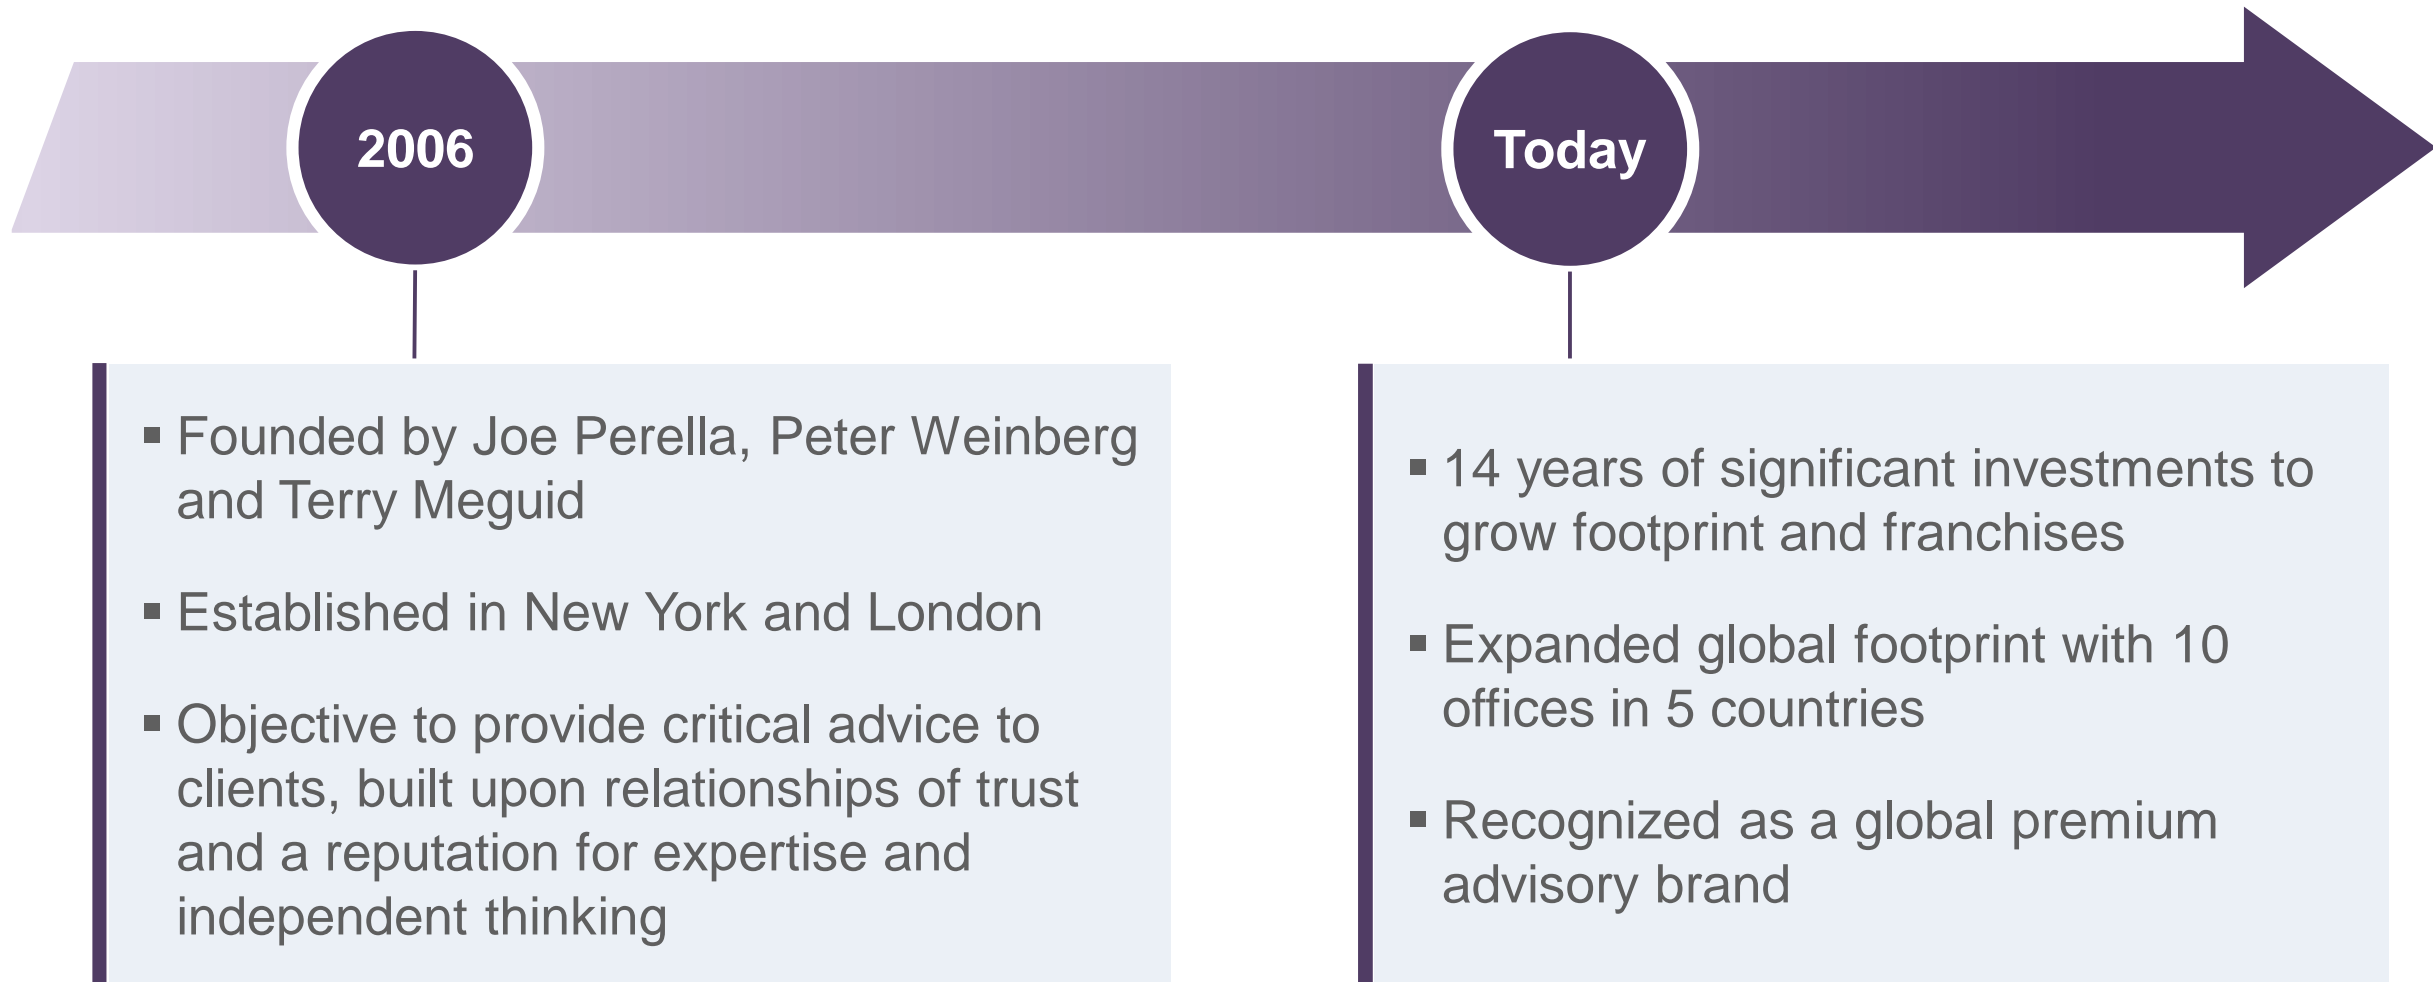 2006
Today
▪ Founded by Joe Perella, Peter Weinberg
and Terry Meguid
▪ Established in New York and London
▪ Objective to provide critical advice to
clients, built upon relationships of trust
and a reputation for expertise and
independent thinking
▪ 14 years of significant investments to
grow footprint and franchises
▪ Expanded global footprint with 10
offices in 5 countries
▪ Recognized as a global premium
advisory brand